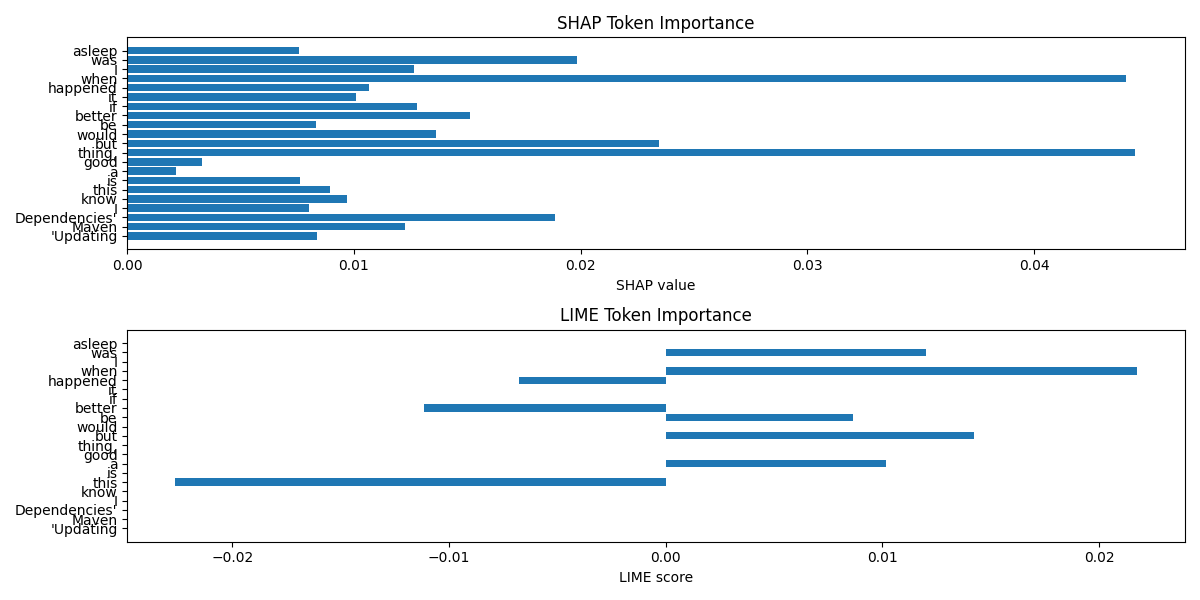 SHAP Token Importance
asleep
was
I
when
happened
it
if
better
be
would
but
thing,
good
a
is
this
know
I
Dependencies'
Maven
'Updating
0.00 0.01 0.02 0.03 0.04
SHAP value
LIME Token Importance
asleep
was
I
when
happened
it
if
better
be
would
but
thing,
good
a
is
this
know
I
Dependencies'
Maven
'Updating
−0.02 −0.01 0.00 0.01 0.02
LIME score